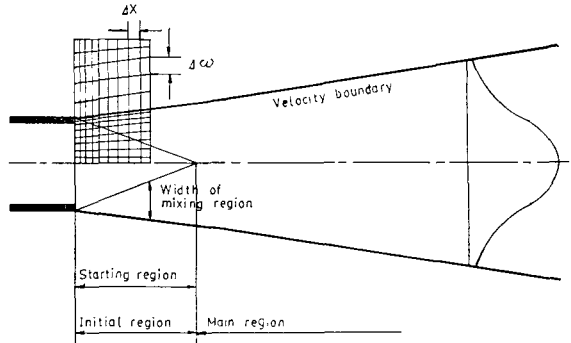 ΔX
Δω
Velocity boundary
Width of
mixing region
Starting region
Initial region
Main region